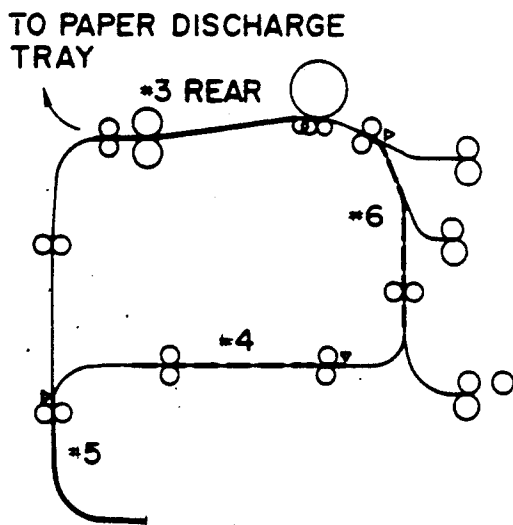 TO PAPER DISCHARGE
TRAY
*3 REAR
*6
*4
*5